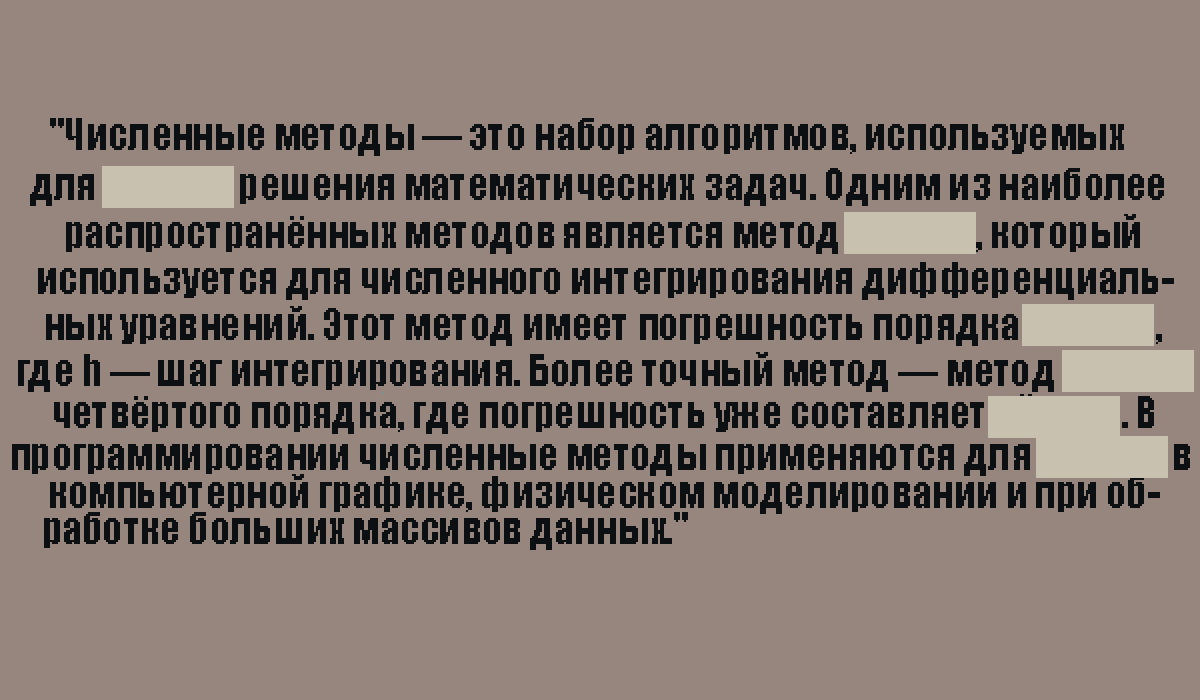 "Численные методы — это набор алгоритмов, используемых
для решения математических задач. Одним из наиболее
распространённых методов является метод , который
используется для численного интегрирования дифференциаль-
ных уравнений. Этот метод имеет погрешность порядка ,
где h — шаг интегрирования. Более точный метод — метод
четвёртого порядка, где погрешность уже составляет . В
программировании численные методы применяются для в
компьютерной графике, физическом моделировании и при об-
работке больших массивов данных."